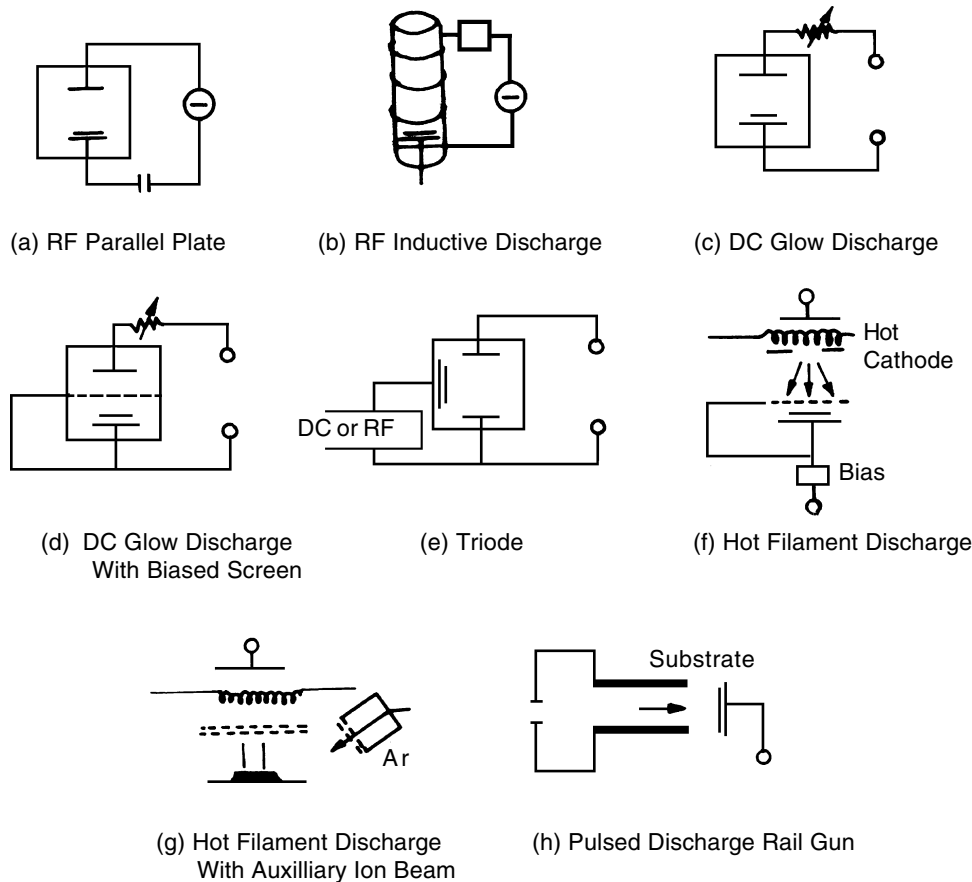 (a) RF Parallel Plate
(b) RF Inductive Discharge
(c) DC Glow Discharge
Hot
Cathode
DC or RF
Bias
(d) DC Glow Discharge
With Biased Screen
(e) Triode
(f) Hot Filament Discharge
Substrate
Ar
(g) Hot Filament Discharge
With Auxilliary Ion Beam
(h) Pulsed Discharge Rail Gun